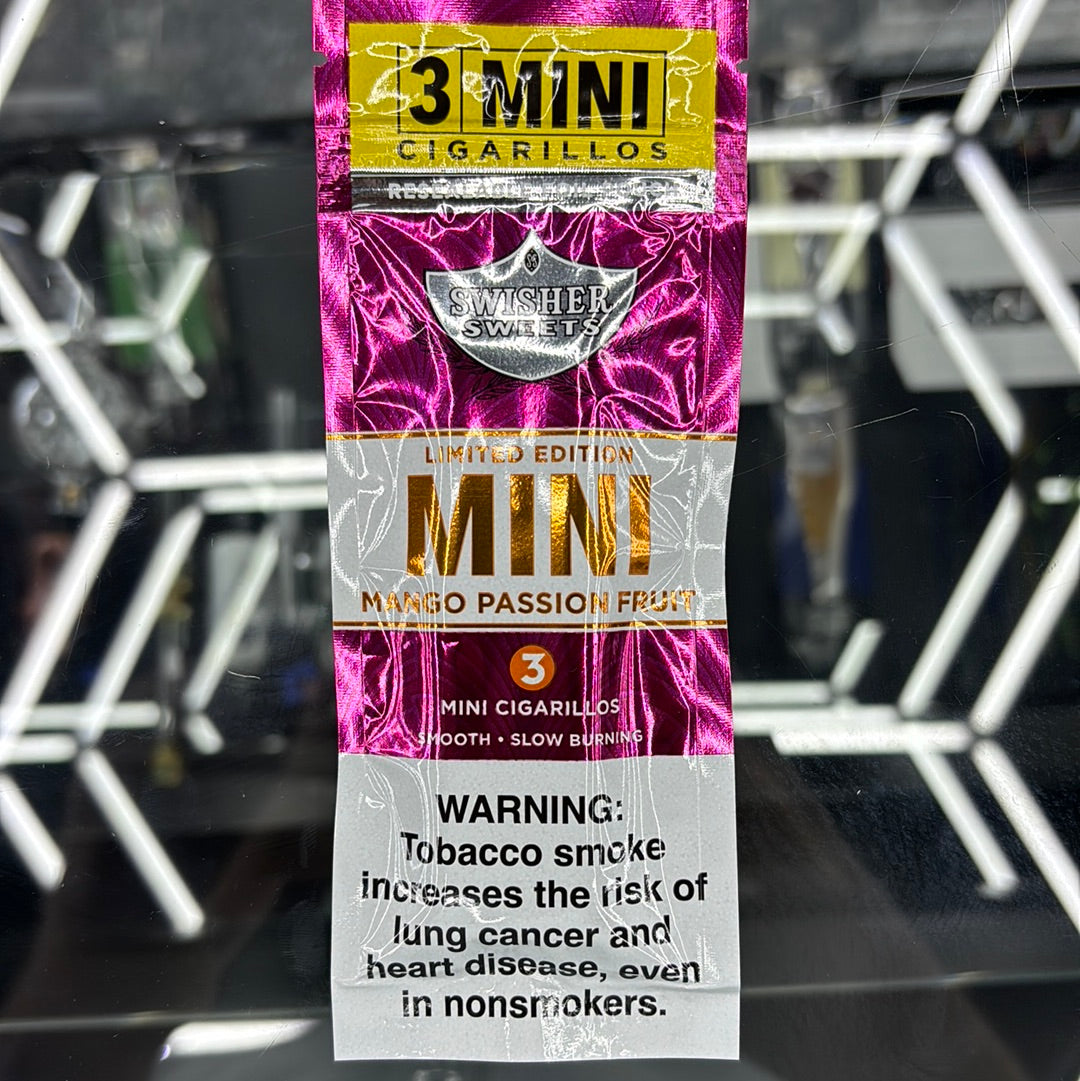 3 MINI
CIGARILLOS
SWISHER
SWEETS
LIMITED EDITION
MINI
MANGO PASSION FRUIT
3
MINI CIGARILLOS
SMOOTH • SLOW BURNING
WARNING:
Tobacco smoke
increases the risk of
lung cancer and
heart disease, even
in nonsmokers.